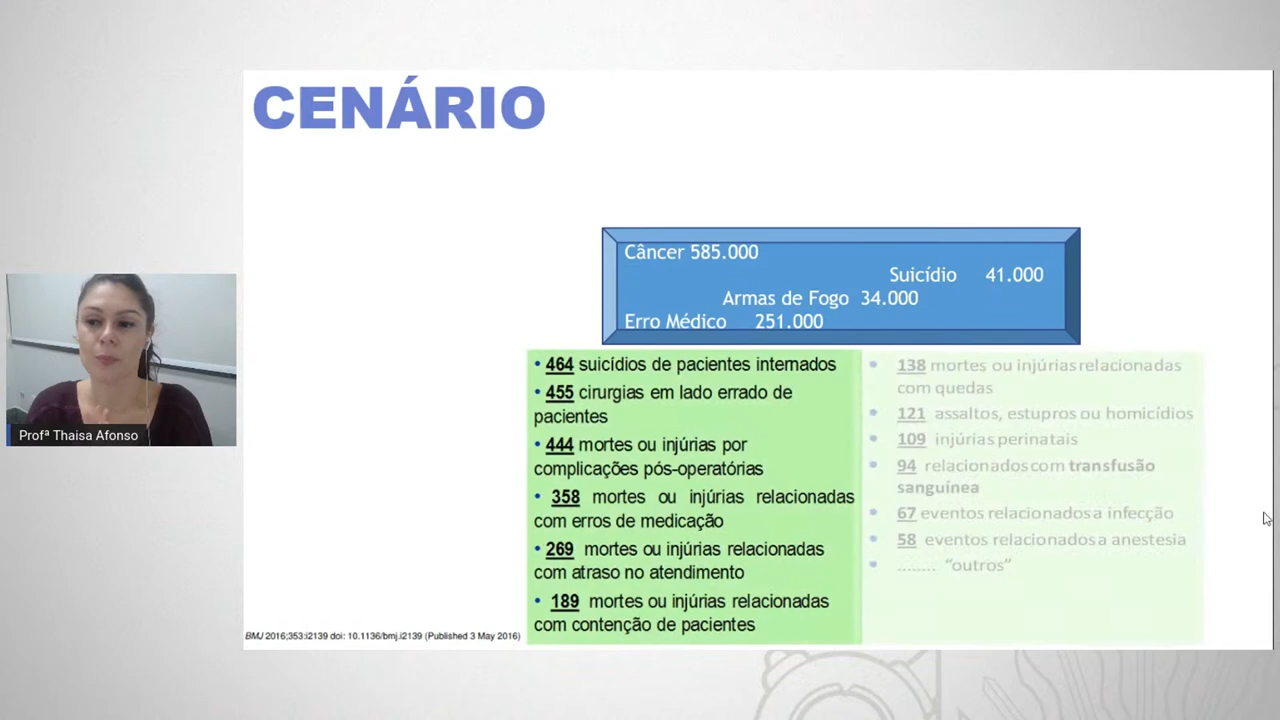 CENÁRIO
Câncer 585.000
Suicídio 41.000
Armas de Fogo 34.000
Erro Médico 251.000
• 464 suicídios de pacientes internados
• 455 cirurgias em lado errado de
pacientes
• 444 mortes ou injúrias por
complicações pós-operatórias
• 358 mortes ou injúrias relacionadas
com erros de medicação
• 269 mortes ou injúrias relacionadas
com atraso no atendimento
• 189 mortes ou injúrias relacionadas
com contenção de pacientes
• 138 mortes ou injúrias relacionadas
com quedas
• 121 assaltos, estupros ou homicídios
• 109 injúrias perinatais
• 94 relacionados com transfusão
sanguínea
• 67 eventos relacionados a infecção
• 58 eventos relacionados a anestesia
• ........ “outros”
BMJ 2016;353:i2139 doi: 10.1136/bmj.i2139 (Published 3 May 2016)
Profª Thaisa Afonso